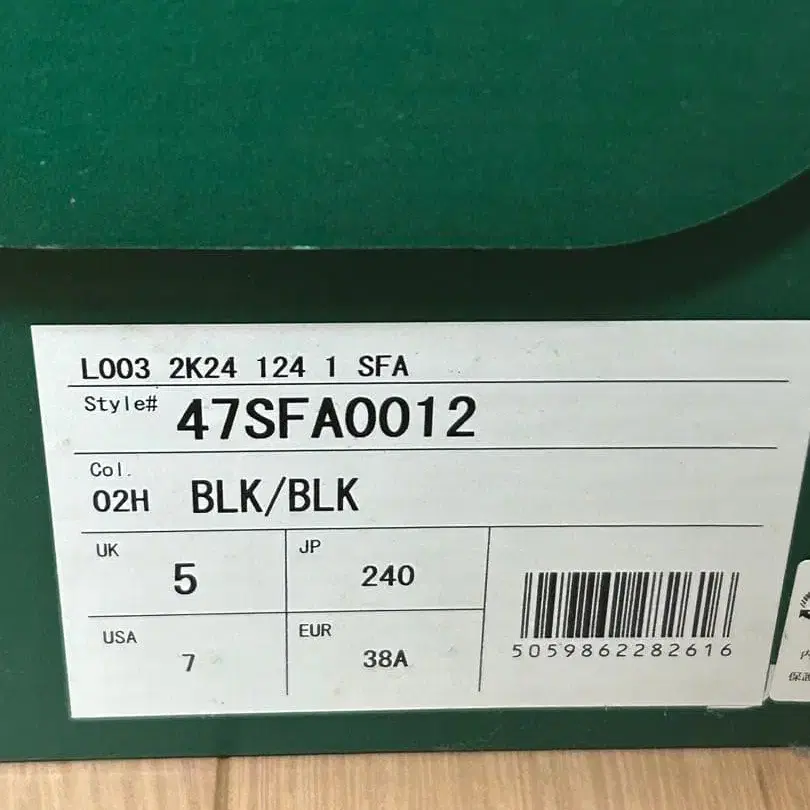 L003 2K24 124 1 SFA
Style# 47SFA0012
Col.
02H BLK/BLK
UK 5
JP 240
USA 7
EUR 38A
5059862282616